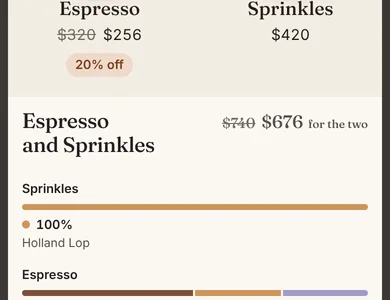 Espresso Sprinkles
$320 $256 $420
20% off
Espresso
and Sprinkles
$740 $676 for the two
Sprinkles
100%
Holland Lop
Espresso